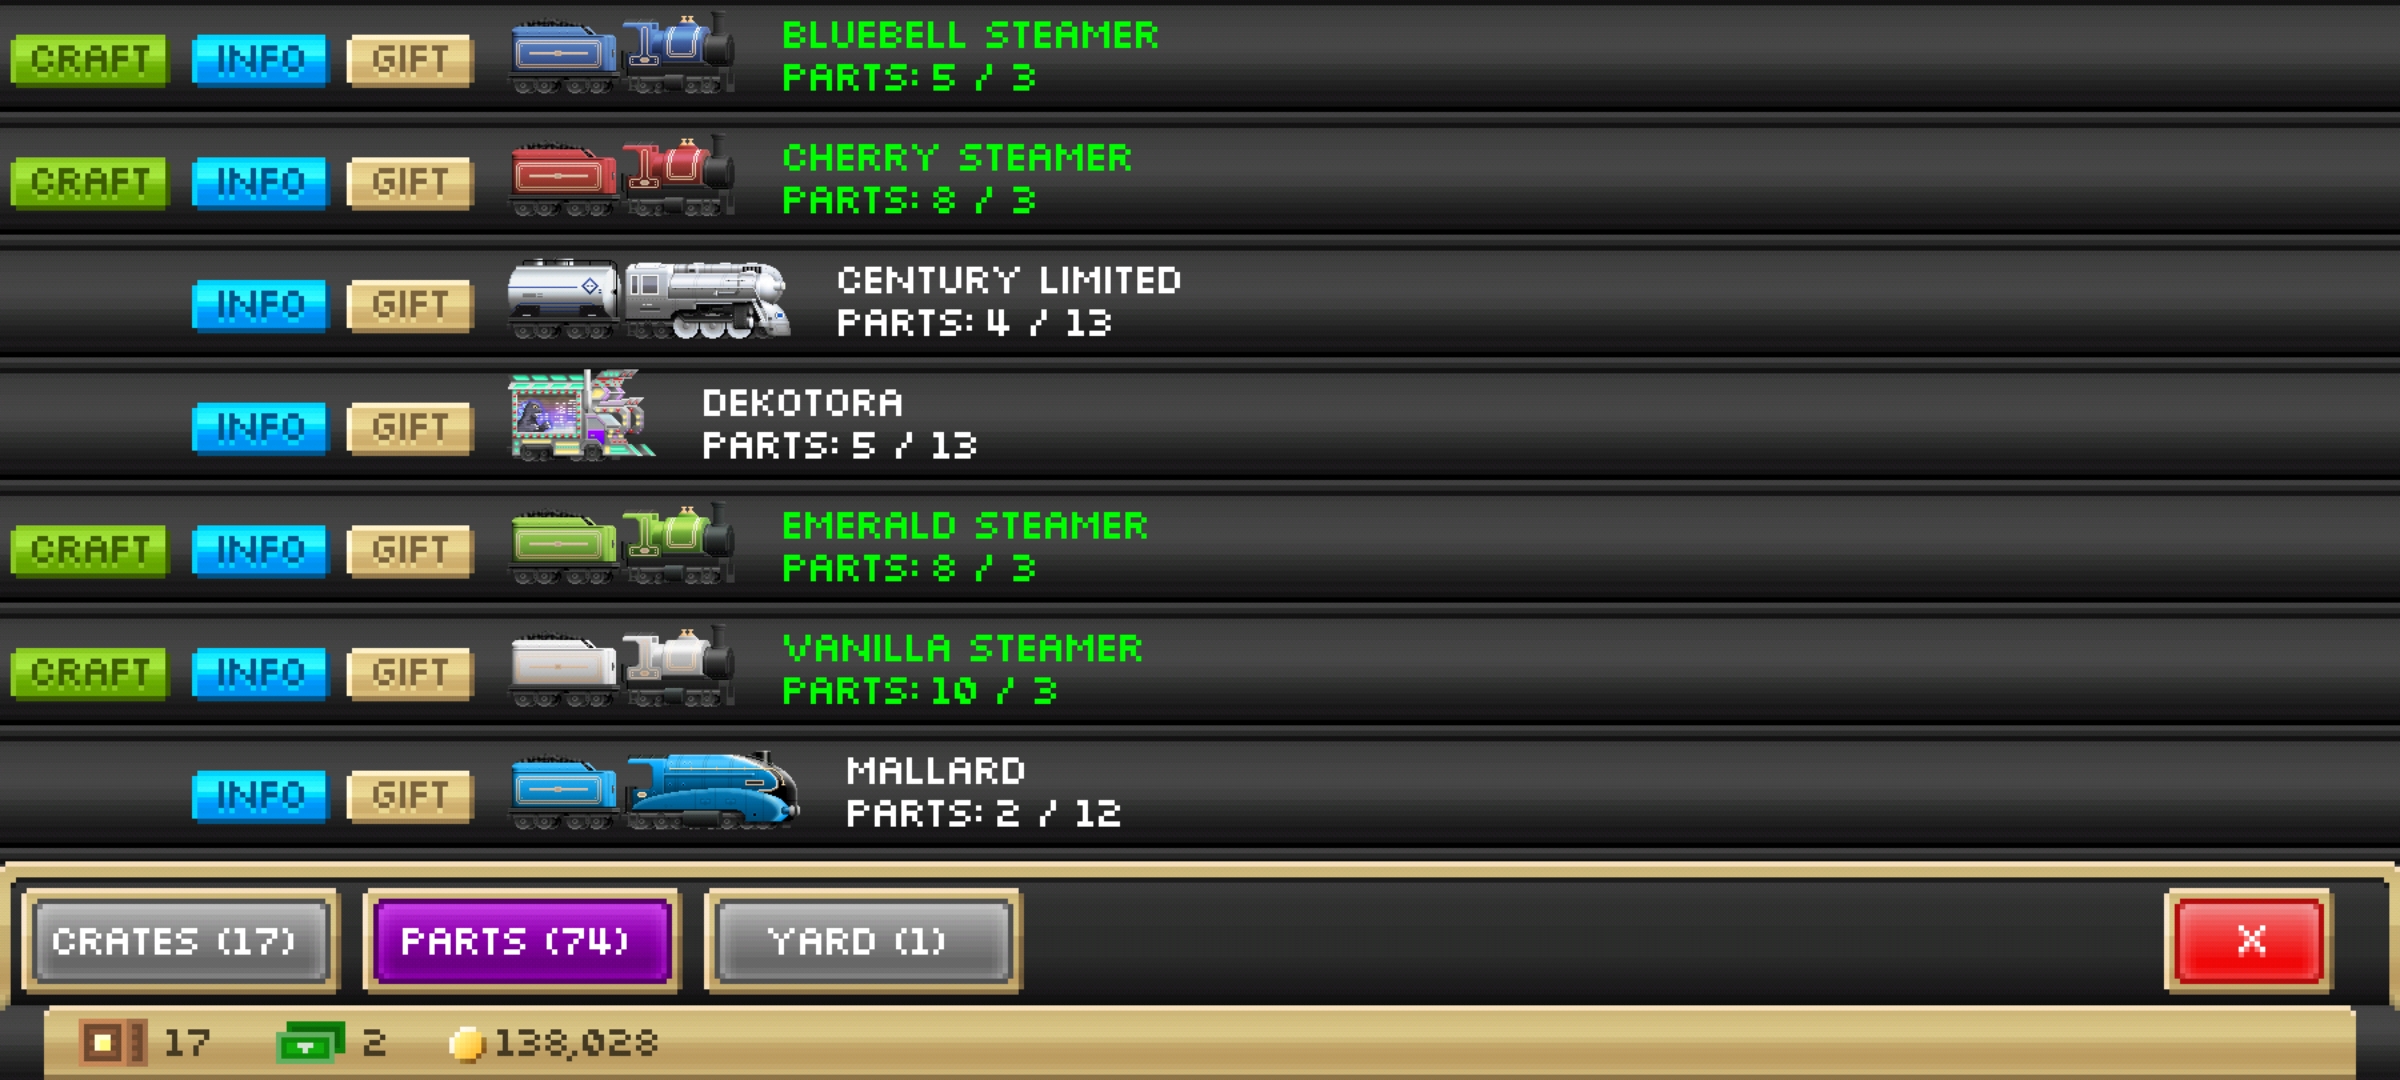 CRAFT INFO GIFT BLUEBELL STEAMER
PARTS: 5 / 3
CRAFT INFO GIFT CHERRY STEAMER
PARTS: 8 / 3
INFO GIFT CENTURY LIMITED
PARTS: 4 / 13
INFO GIFT DEKOTORA
PARTS: 5 / 13
CRAFT INFO GIFT EMERALD STEAMER
PARTS: 8 / 3
CRAFT INFO GIFT VANILLA STEAMER
PARTS: 10 / 3
INFO GIFT MALLARD
PARTS: 2 / 12
CRATES (17) PARTS (74) YARD (1) X
17 2 138,028